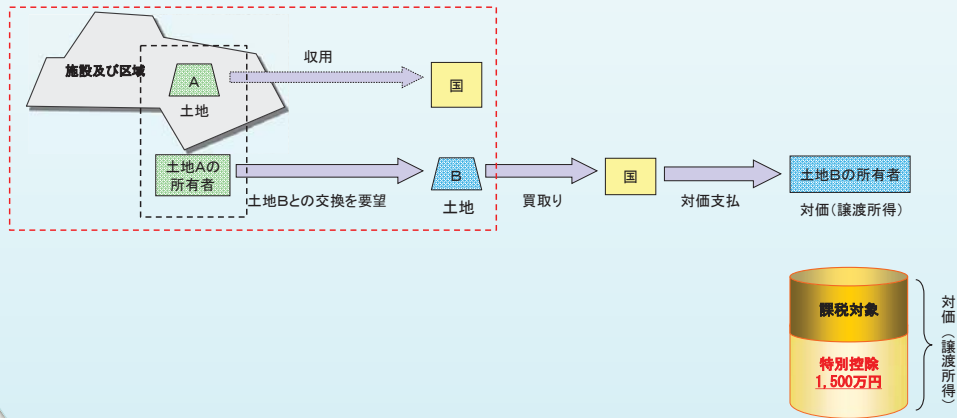 収用
施設及び区域
A
国
土地
土地Aの
所有者
土地Bとの交換を要望
B
土地
買取り
国
対価支払
土地Bの所有者
対価(譲渡所得)
課税対象
特別控除
1,500万円
対価(譲渡所得)